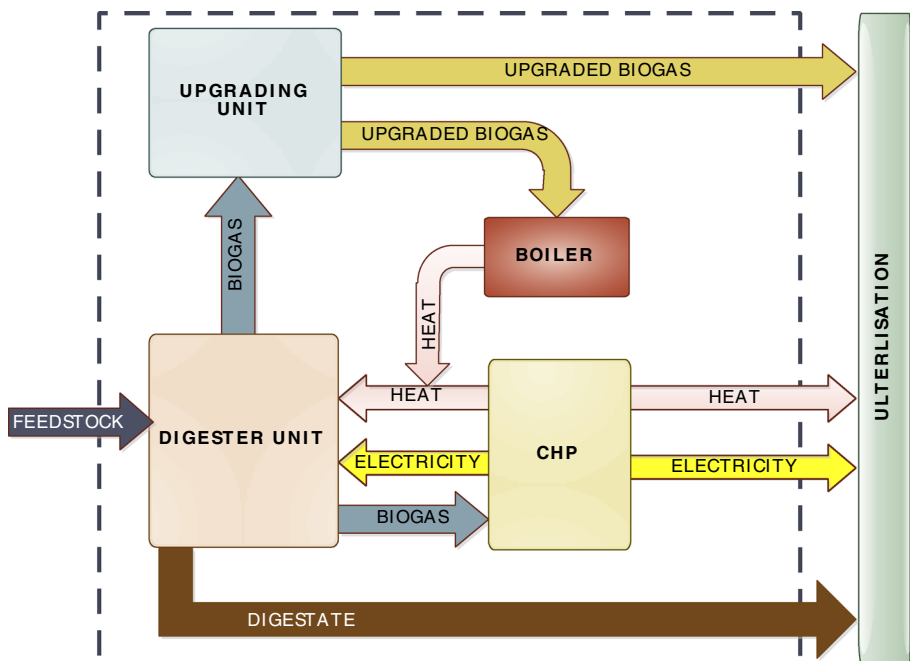 UPGRADING
UNIT
UPGRADED BIOGAS
UPGRADED BIOGAS
BIOGAS
BOILER
HEAT
HEAT
HEAT
FEEDSTOCK
DIGESTER UNIT
CHP
ELECTRICITY
ELECTRICITY
BIOGAS
DIGESTATE
ULTERLISATION